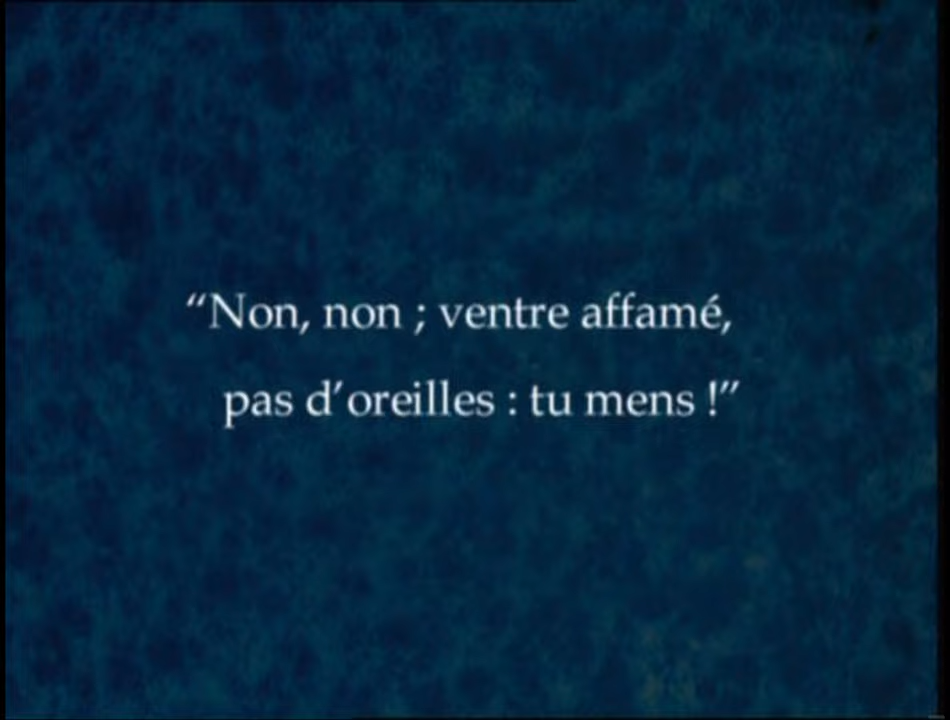 “Non, non ; ventre affamé,
pas d’oreilles : tu mens !”